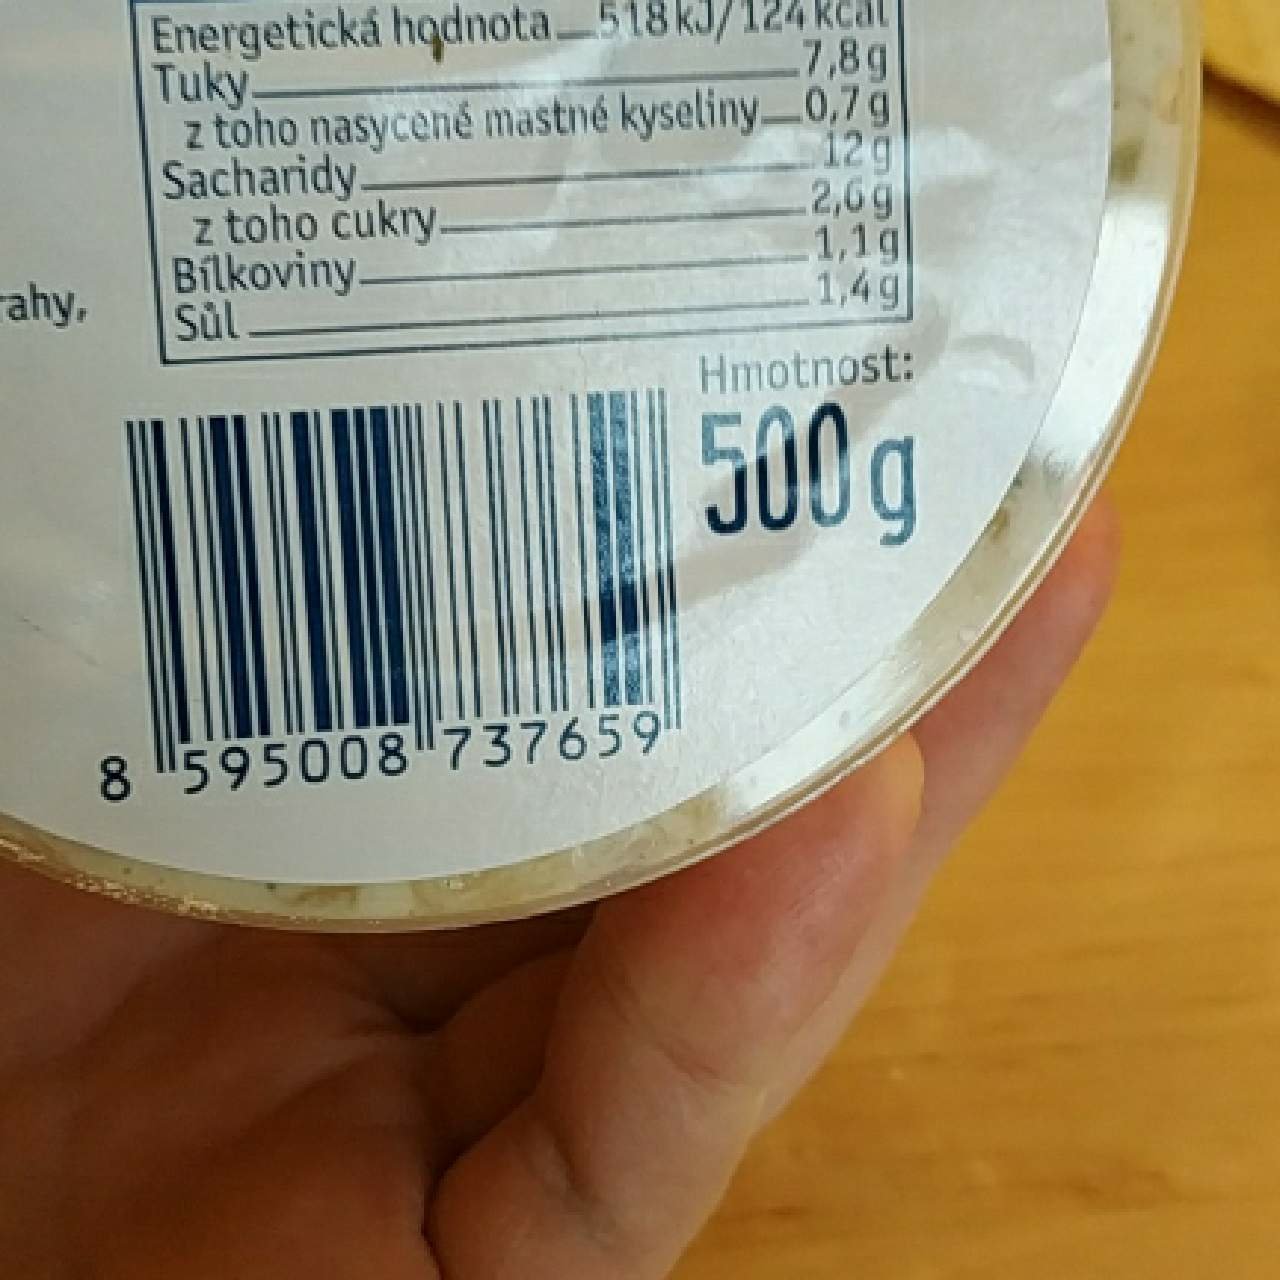 Energetická hodnota 518 kJ/124 kcal
Tuky 7,8 g
z toho nasycené mastné kyseliny 0,7 g
Sacharidy 12 g
z toho cukry 2,6 g
Bílkoviny 1,1 g
Sůl 1,4 g
rahy,
Hmotnost:
500 g
8 595008 737659